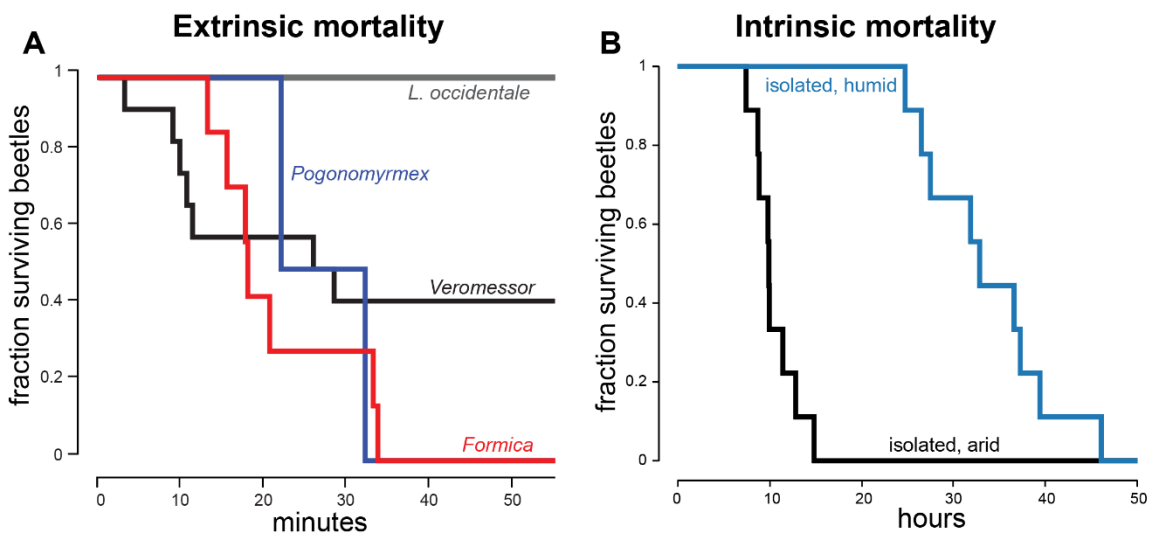 A
Extrinsic mortality
fraction surviving beetles
1
0.8
0.6
0.4
0.2
0
L. occidentale
Pogonomyrmex
Veromessor
Formica
0 10 20 30 40 50
minutes
B
Intrinsic mortality
fraction surviving beetles
1
0.8
0.6
0.4
0.2
0
isolated, humid
isolated, arid
0 10 20 30 40 50
hours